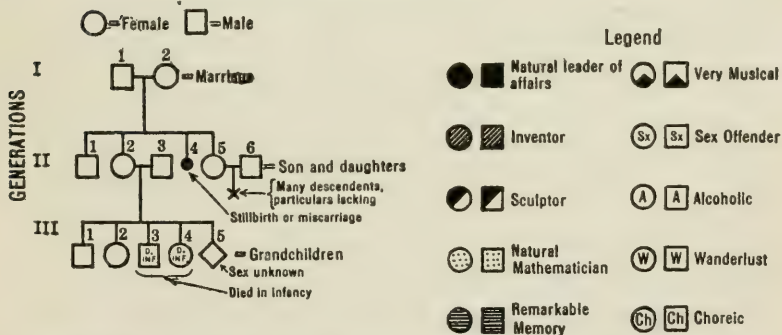 =Female =Male
GENERATIONS
I
1 2
=Marriage
II
1 2 3 4 5 6
=Son and daughters
Many descendents,
particulars lacking
Stillbirth or miscarriage
III
1 2 3 4 5
D. INF. D. INF.
=Grandchildren
Sex unknown
Died in infancy
Legend
Natural leader of
affairs
Very Musical
Inventor
Sx Sx Sex Offender
Sculptor
A A Alcoholic
Natural
Mathematician
W W Wanderlust
Remarkable
Memory
Ch Ch Choreic